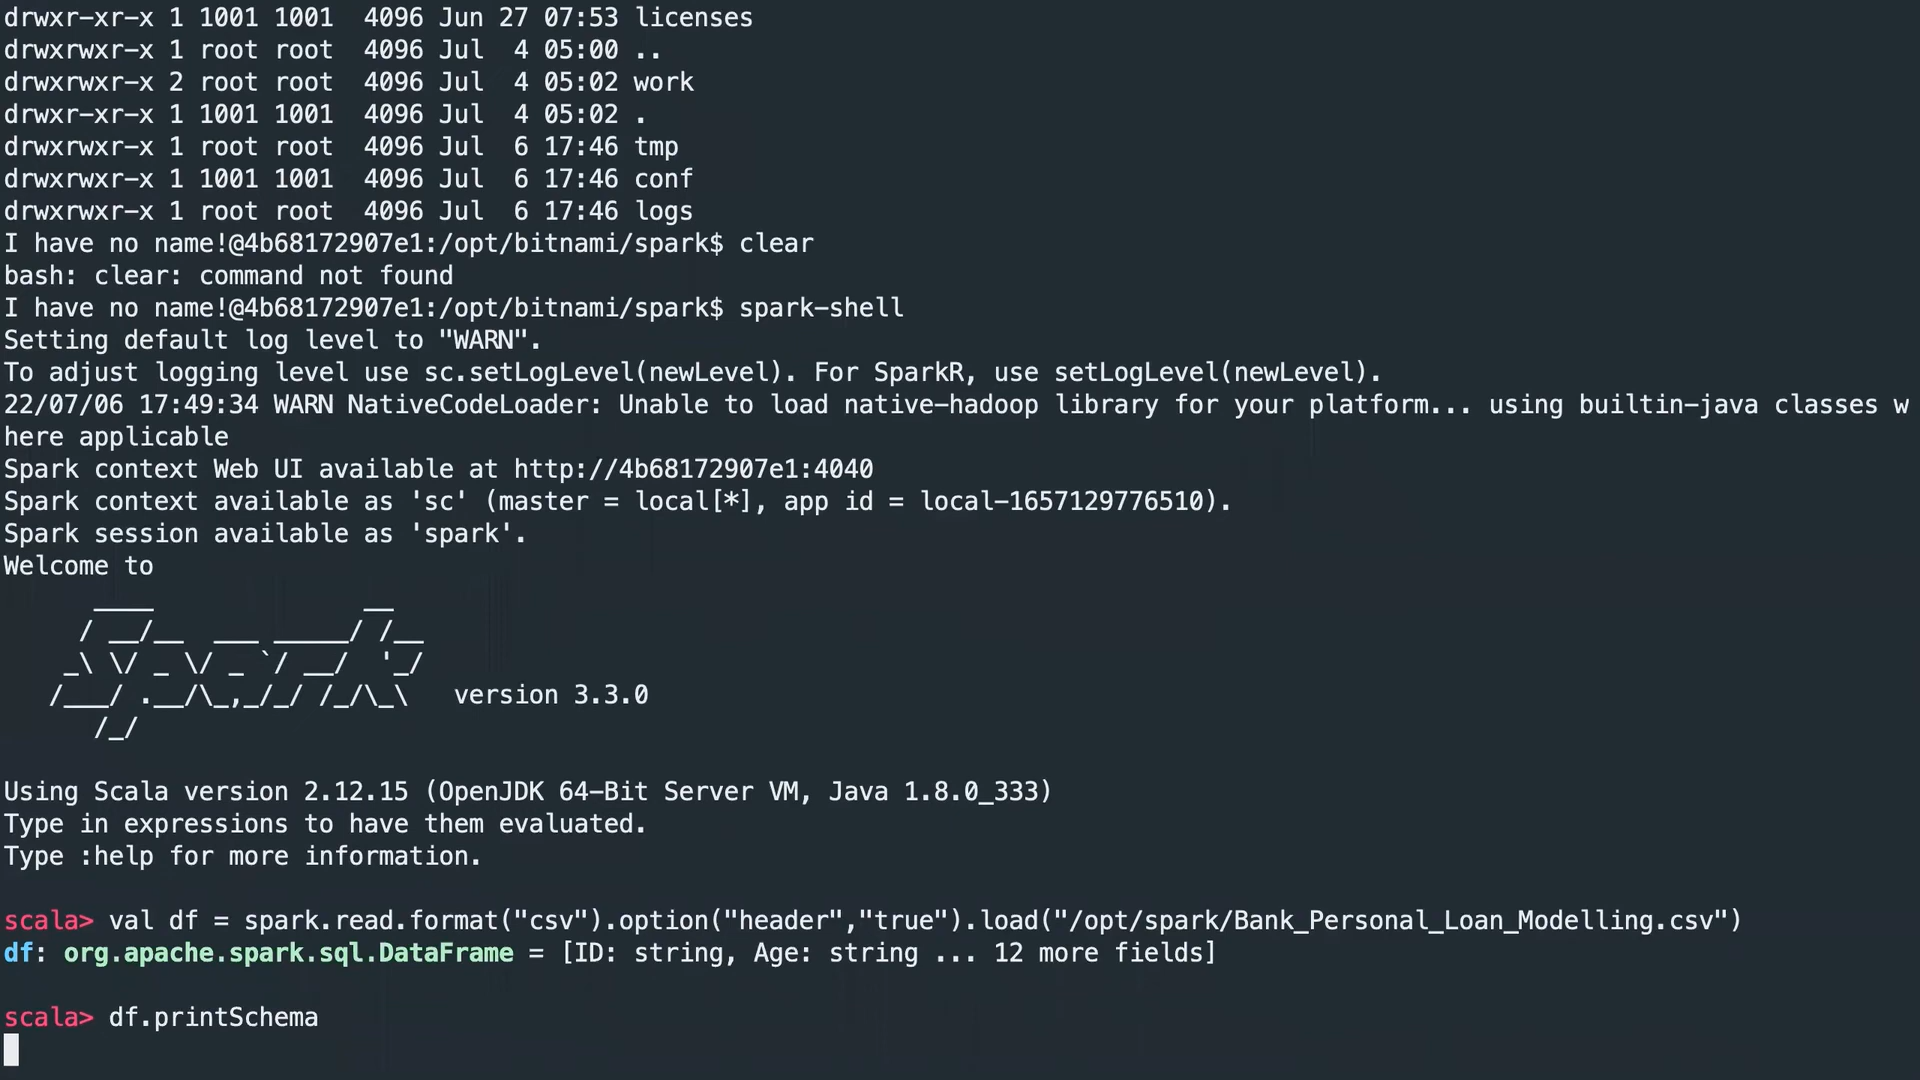 drwxr-xr-x 1 1001 1001  4096 Jun 27 07:53 licenses
drwxrwxr-x 1 root root  4096 Jul  4 05:00 ..
drwxrwxr-x 2 root root  4096 Jul  4 05:02 work
drwxrwxr-x 1 1001 1001  4096 Jul  4 05:02 .
drwxrwxr-x 1 root root  4096 Jul  6 17:46 tmp
drwxrwxr-x 1 1001 1001  4096 Jul  6 17:46 conf
drwxrwxr-x 1 root root  4096 Jul  6 17:46 logs
I have no name!@4b68172907e1:/opt/bitnami/spark$ clear
bash: clear: command not found
I have no name!@4b68172907e1:/opt/bitnami/spark$ spark-shell
Setting default log level to "WARN".
To adjust logging level use sc.setLogLevel(newLevel). For SparkR, use setLogLevel(newLevel).
22/07/06 17:49:34 WARN NativeCodeLoader: Unable to load native-hadoop library for your platform... using builtin-java classes w
here applicable
Spark context Web UI available at http://4b68172907e1:4040
Spark context available as 'sc' (master = local[*], app id = local-1657129776510).
Spark session available as 'spark'.
Welcome to
      ____              __
     / __/__  ___ _____/ /__
    _\ \/ _ \/ _ `/ __/  '_/
   /___/ .__/\_,_/_/ /_/\_\   version 3.3.0
      /_/
Using Scala version 2.12.15 (OpenJDK 64-Bit Server VM, Java 1.8.0_333)
Type in expressions to have them evaluated.
Type :help for more information.
scala> val df = spark.read.format("csv").option("header","true").load("/opt/spark/Bank_Personal_Loan_Modelling.csv")
df: org.apache.spark.sql.DataFrame = [ID: string, Age: string ... 12 more fields]
scala> df.printSchema